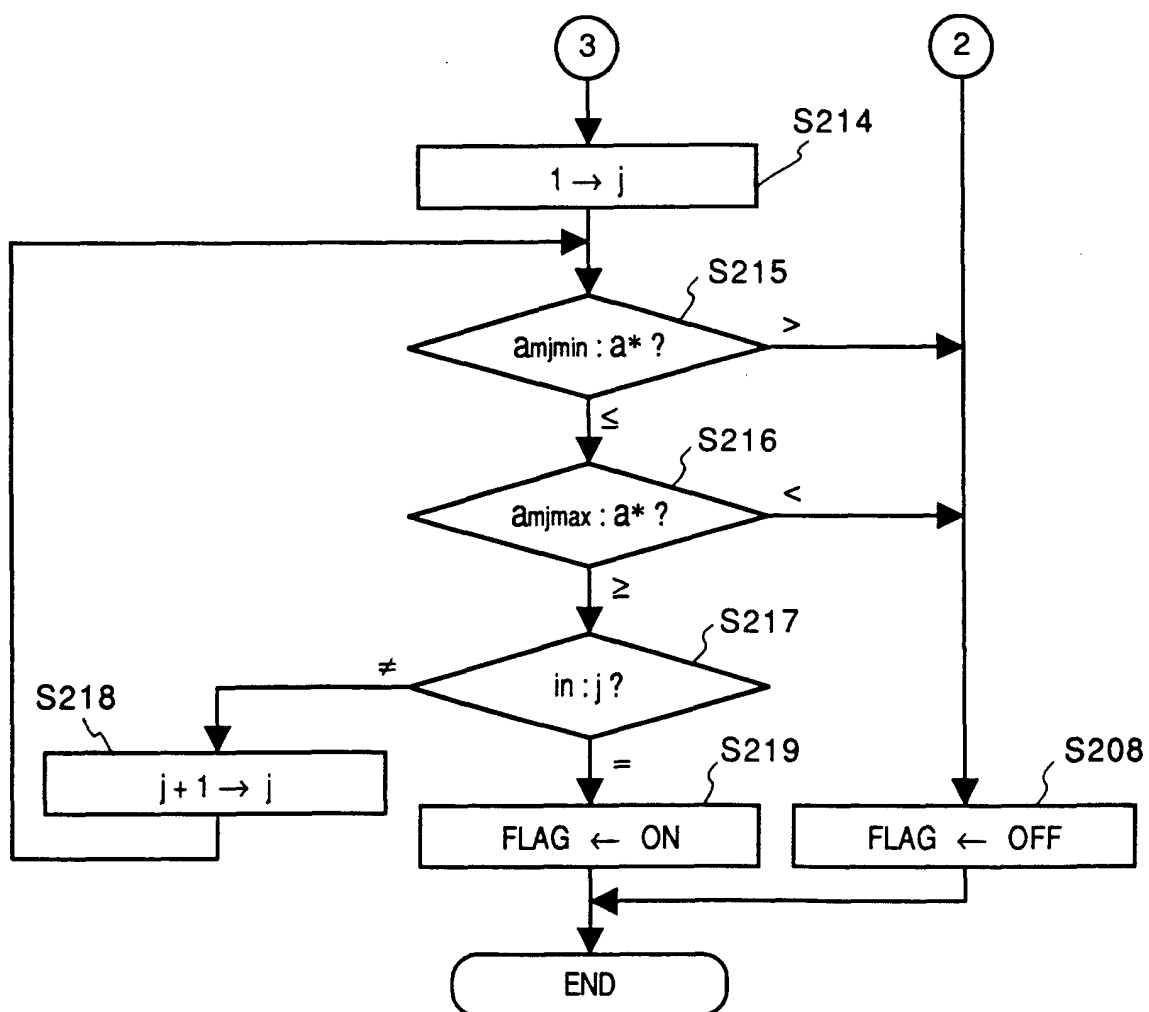 3
2
S214
1 → j
S215
amjmin : a* ?
>
≤
S216
amjmax : a* ?
<
≥
S217
in : j ?
≠
=
S218
j + 1 → j
S219
FLAG ← ON
S208
FLAG ← OFF
END